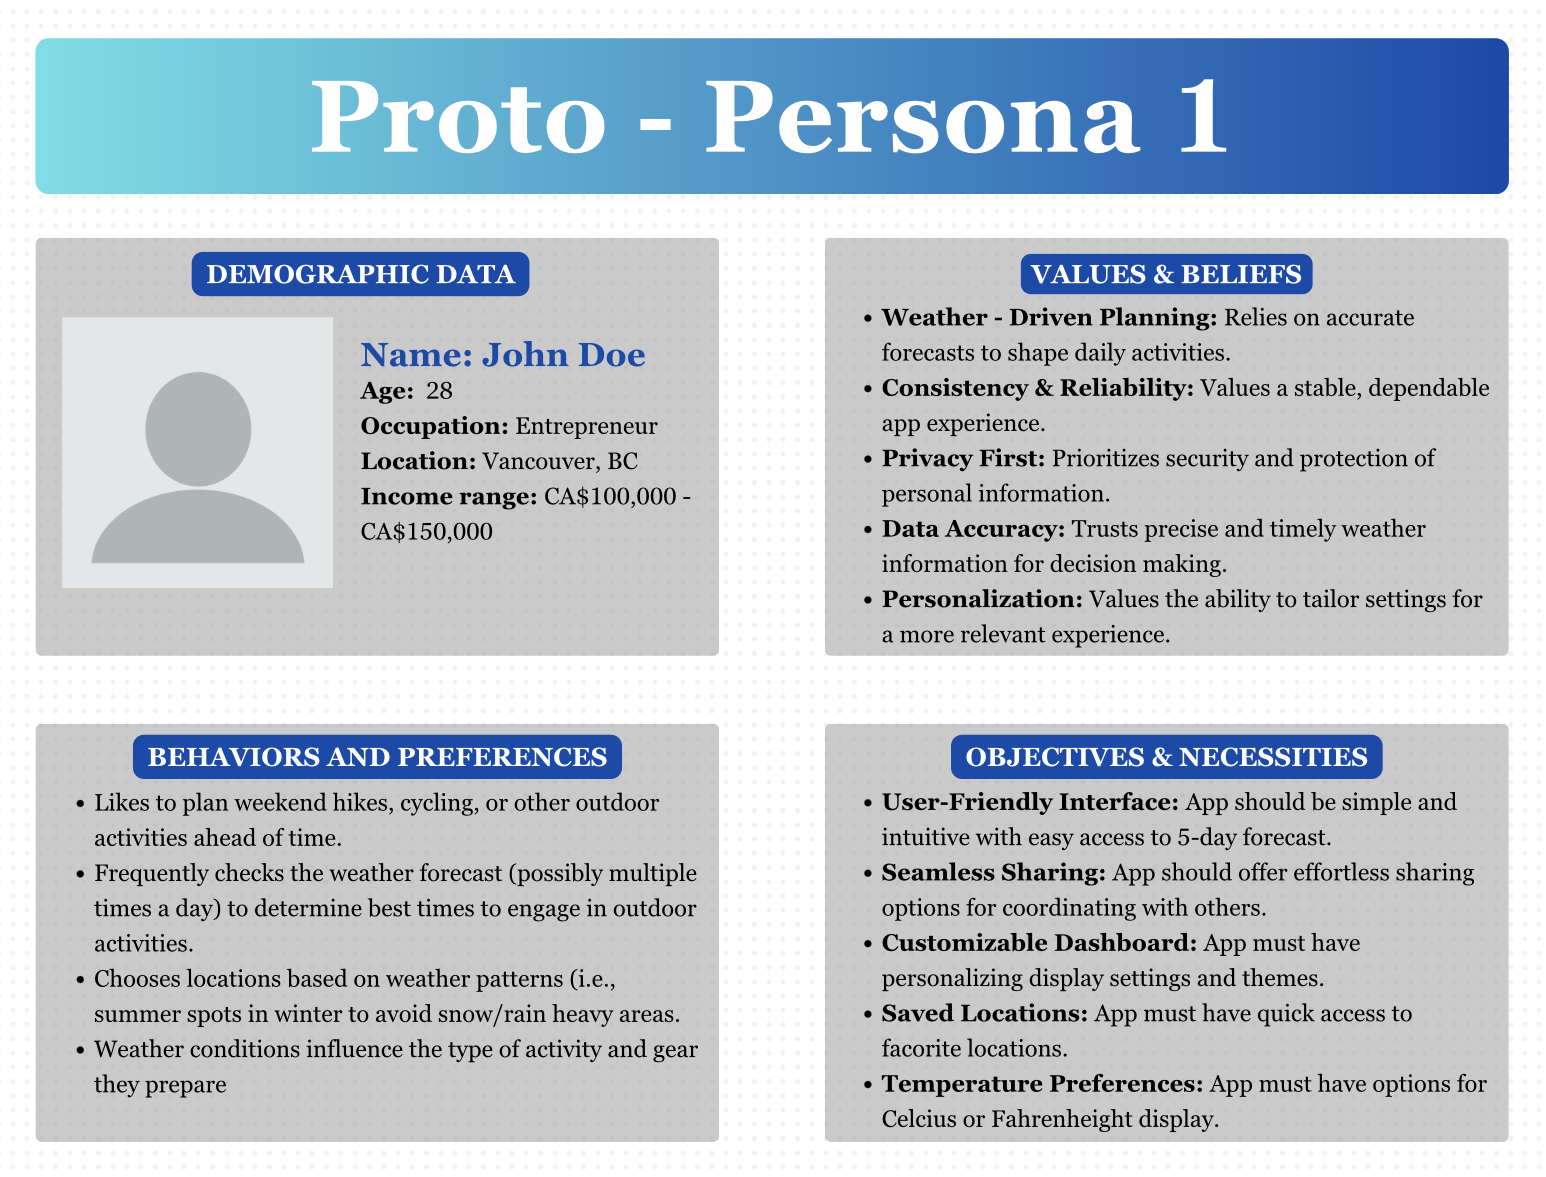 Proto - Persona 1
DEMOGRAPHIC DATA
Name: John Doe
Age: 28
Occupation: Entrepreneur
Location: Vancouver, BC
Income range: CA$100,000 -
CA$150,000
VALUES & BELIEFS
• Weather - Driven Planning: Relies on accurate
forecasts to shape daily activities.
• Consistency & Reliability: Values a stable, dependable
app experience.
• Privacy First: Prioritizes security and protection of
personal information.
• Data Accuracy: Trusts precise and timely weather
information for decision making.
• Personalization: Values the ability to tailor settings for
a more relevant experience.
BEHAVIORS AND PREFERENCES
• Likes to plan weekend hikes, cycling, or other outdoor
activities ahead of time.
• Frequently checks the weather forecast (possibly multiple
times a day) to determine best times to engage in outdoor
activities.
• Chooses locations based on weather patterns (i.e.,
summer spots in winter to avoid snow/rain heavy areas.
• Weather conditions influence the type of activity and gear
they prepare
OBJECTIVES & NECESSITIES
• User-Friendly Interface: App should be simple and
intuitive with easy access to 5-day forecast.
• Seamless Sharing: App should offer effortless sharing
options for coordinating with others.
• Customizable Dashboard: App must have
personalizing display settings and themes.
• Saved Locations: App must have quick access to
facorite locations.
• Temperature Preferences: App must have options for
Celcius or Fahrenheight display.